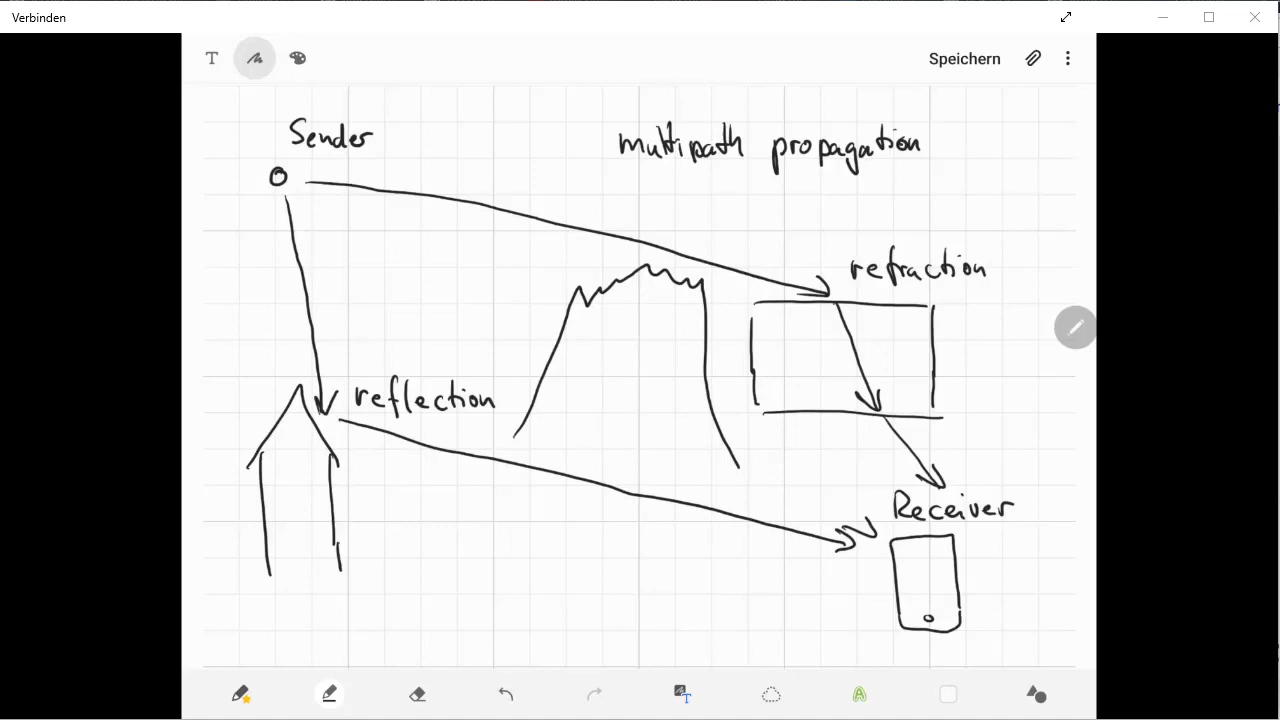 Verbinden
T
Speichern
Sender
multipath propagation
refraction
reflection
Receiver
T
A